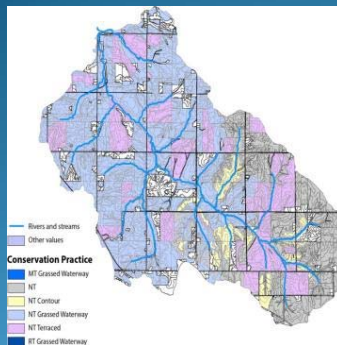 Rivers and streams
Other values
Conservation Practice
MT Grassed Waterway
NT
NT Contour
NT Grassed Waterway
NT Terraced
RT Grassed Waterway